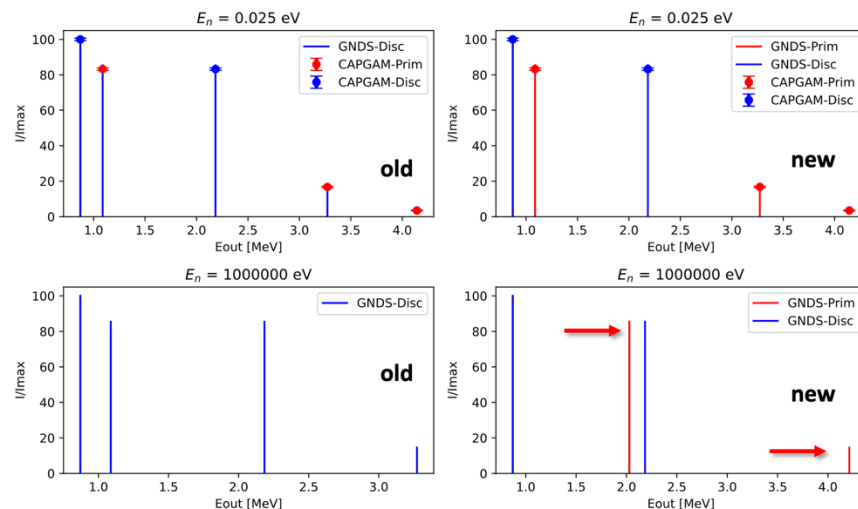 E_n = 0.025 eV
I/Imax
100
80
60
40
20
0
GNDS-Disc
CAPGAM-Prim
CAPGAM-Disc
old
1.0 1.5 2.0 2.5 3.0 3.5 4.0
Eout [MeV]
E_n = 0.025 eV
I/Imax
100
80
60
40
20
0
GNDS-Prim
GNDS-Disc
CAPGAM-Prim
CAPGAM-Disc
new
1.0 1.5 2.0 2.5 3.0 3.5 4.0
Eout [MeV]
E_n = 1000000 eV
I/Imax
100
80
60
40
20
0
GNDS-Disc
old
1.0 1.5 2.0 2.5 3.0
Eout [MeV]
E_n = 1000000 eV
I/Imax
100
80
60
40
20
0
GNDS-Prim
GNDS-Disc
new
1.0 1.5 2.0 2.5 3.0 3.5 4.0
Eout [MeV]